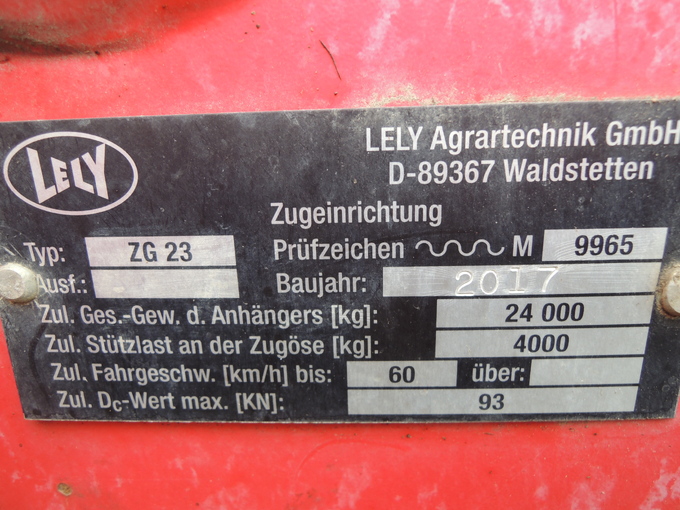 LELY
LELY Agrartechnik GmbH
D-89367 Waldstetten
Zugeinrichtung
Typ: ZG 23 Prüfzeichen M 9965
Ausf.: Baujahr: 2017
Zul. Ges.-Gew. d. Anhängers [kg]: 24 000
Zul. Stützlast an der Zugöse [kg]: 4000
Zul. Fahrgeschw. [km/h] bis: 60 über:
Zul. Dc-Wert max. [KN]: 93